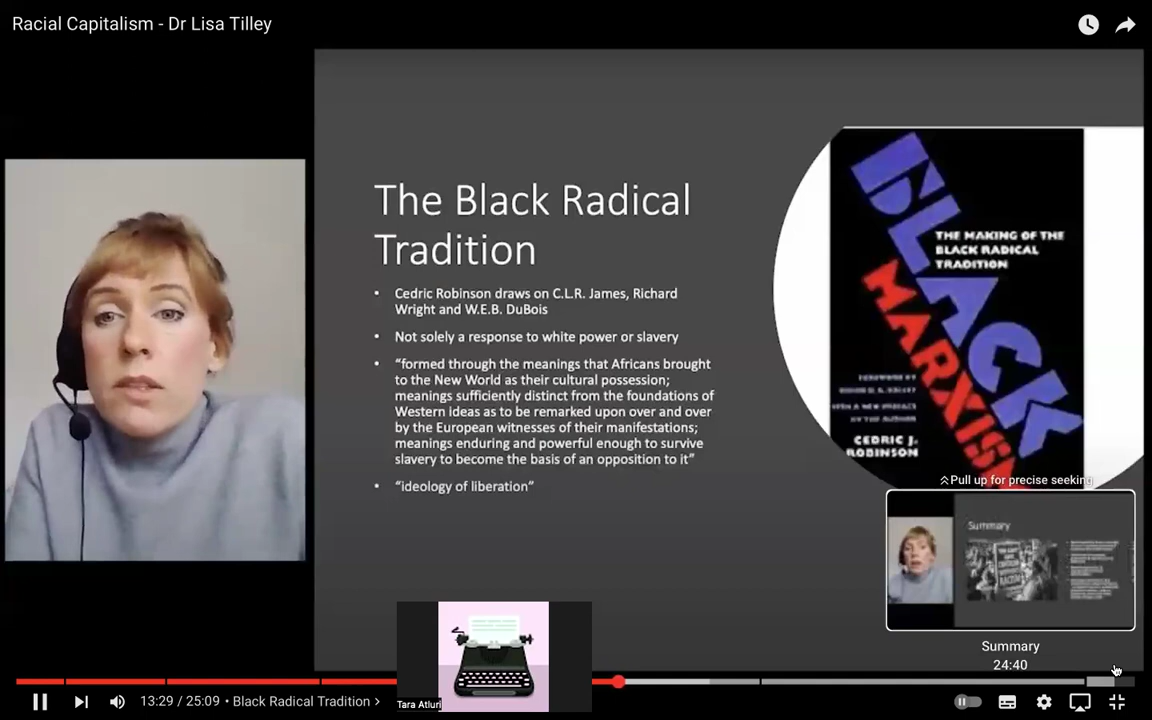 Racial Capitalism - Dr Lisa Tilley
The Black Radical
Tradition
• Cedric Robinson draws on C.L.R. James, Richard
Wright and W.E.B. DuBois
• Not solely a response to white power or slavery
• “formed through the meanings that Africans brought
to the New World as their cultural possession;
meanings sufficiently distinct from the foundations of
Western ideas as to be remarked upon over and over
by the European witnesses of their manifestations;
meanings enduring and powerful enough to survive
slavery to become the basis of an opposition to it”
• “ideology of liberation”
BLACK
MARXISM
THE MAKING OF THE
BLACK RADICAL
TRADITION
CEDRIC J.
ROBINSON
Pull up for precise seeking
Summary
Summary
24:40
Tara Atluri
13:29 / 25:09 • Black Radical Tradition >